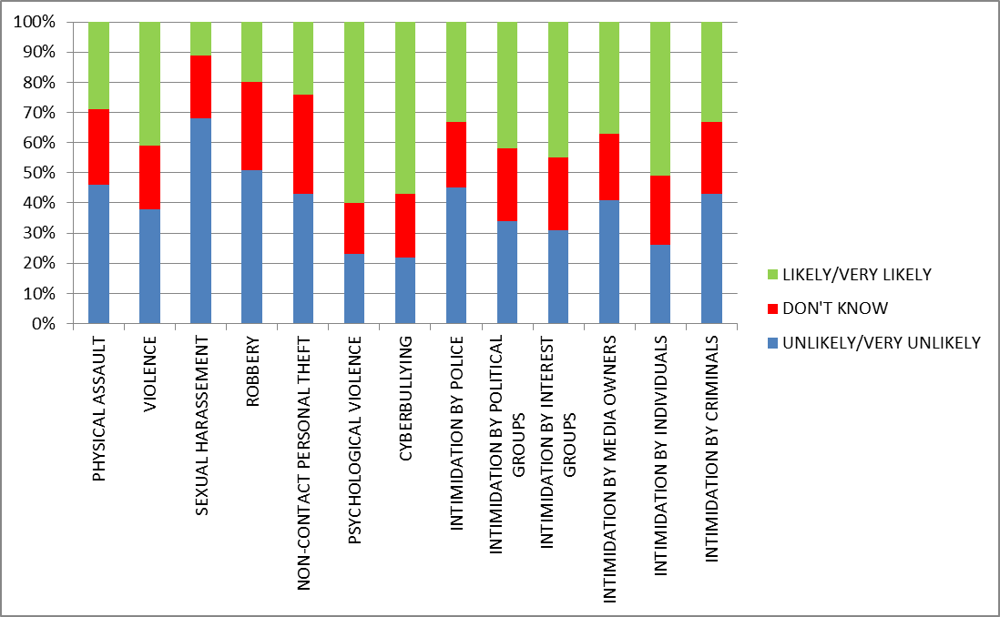 100%
90%
80%
70%
60%
50%
40%
30%
20%
10%
0%
PHYSICAL ASSAULT
VIOLENCE
SEXUAL HARASSEMENT
ROBBERY
NON-CONTACT PERSONAL THEFT
PSYCHOLOGICAL VIOLENCE
CYBERBULLYING
INTIMIDATION BY POLICE
INTIMIDATION BY POLITICAL
GROUPS
INTIMIDATION BY INTEREST
GROUPS
INTIMIDATION BY MEDIA OWNERS
INTIMIDATION BY INDIVIDUALS
INTIMIDATION BY CRIMINALS
LIKELY/VERY LIKELY
DON'T KNOW
UNLIKELY/VERY UNLIKELY